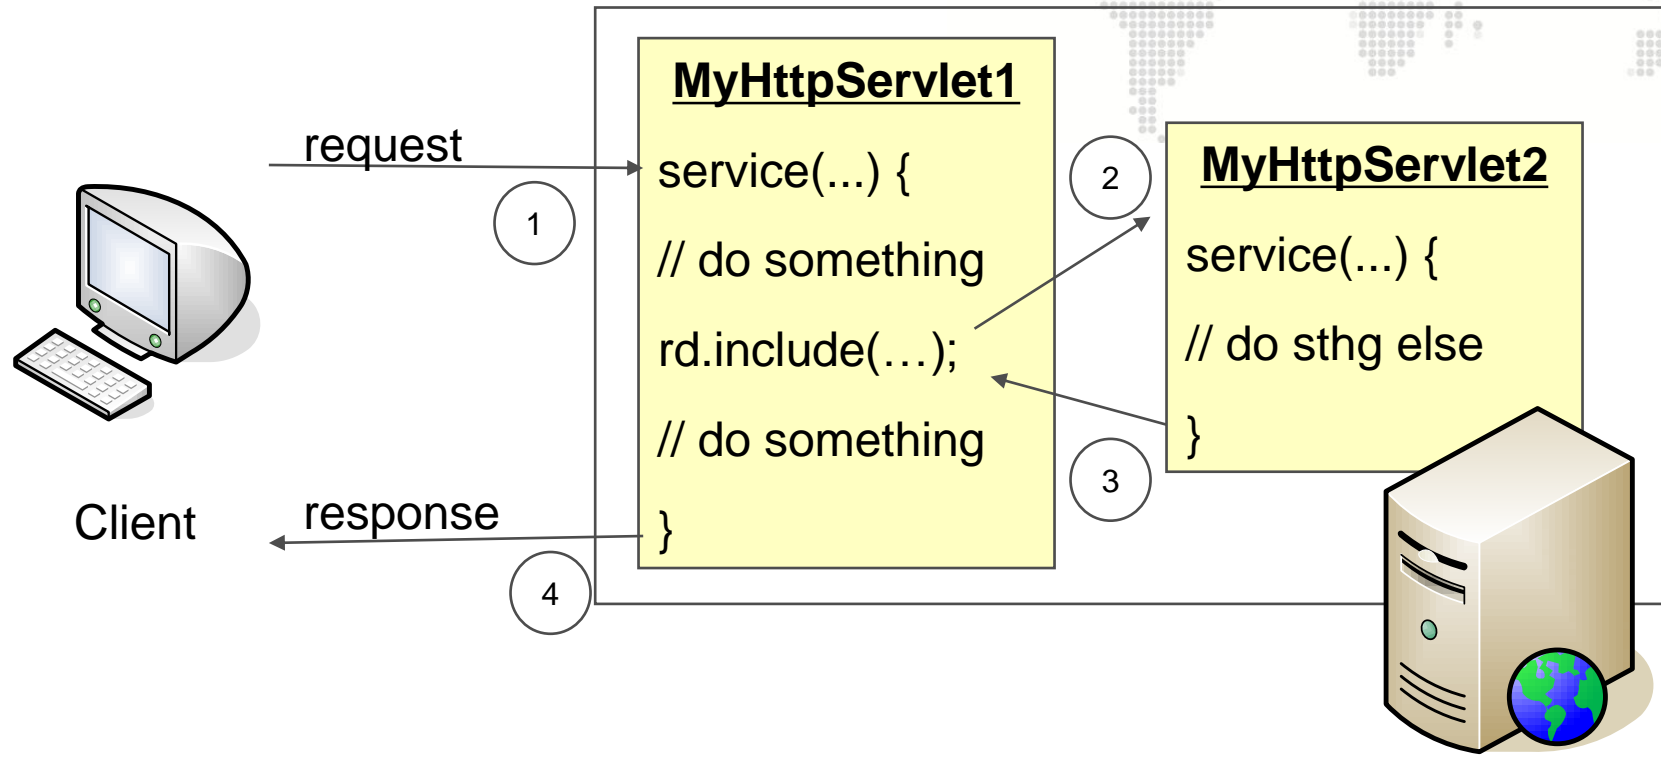 request
1
MyHttpServlet1
service(...) {
// do something
rd.include(…);
// do something
}
2
3
MyHttpServlet2
service(...) {
// do sthg else
}
Client
response
4